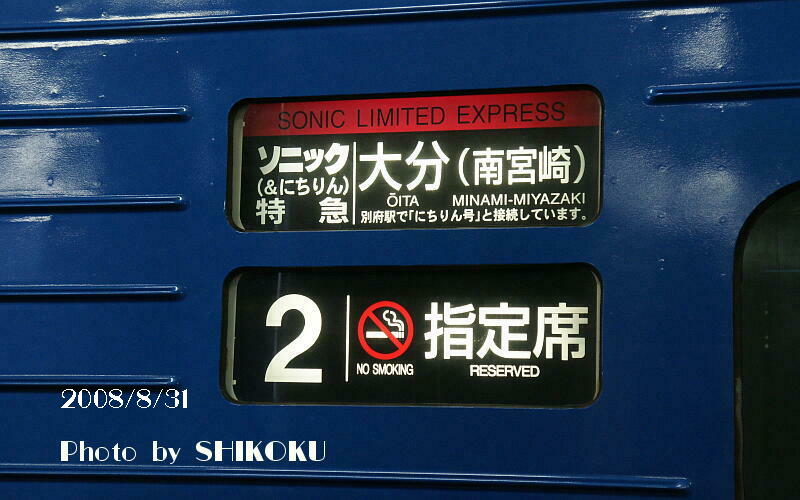 SONIC LIMITED EXPRESS
ソニック
(&にちりん)
特急
大分(南宮崎)
ŌITA MINAMI-MIYAZAKI
別府駅で「にちりん号」と接続しています。
2
NO SMOKING
指定席
RESERVED
2008/8/31
Photo by SHIKOKU